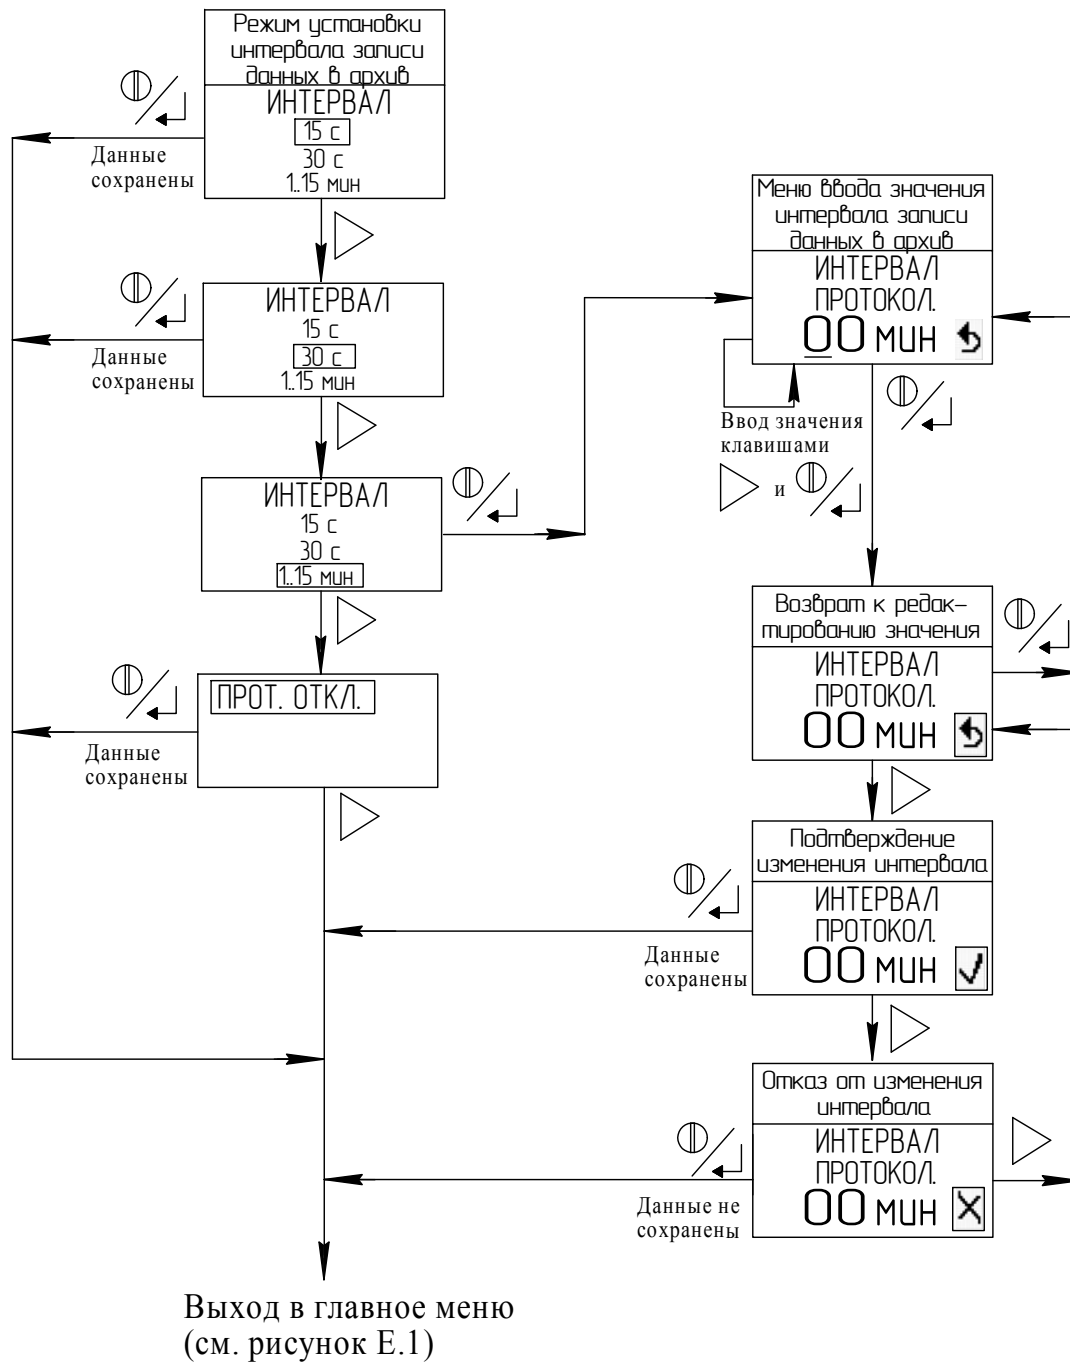 Режим установки
интервала записи
данных в архив
ИНТЕРВАЛ
15 с
30 с
1..15 мин
Данные
сохранены
ИНТЕРВАЛ
15 с
30 с
1..15 мин
Данные
сохранены
ИНТЕРВАЛ
15 с
30 с
1..15 мин
ПРОТ. ОТКЛ.
Данные
сохранены
Меню ввода значения
интервала записи
данных в архив
ИНТЕРВАЛ
ПРОТОКОЛ.
00 мин
Ввод значения
клавишами
и
Возврат к редак-
тированию значения
ИНТЕРВАЛ
ПРОТОКОЛ.
00 мин
Подтверждение
изменения интервала
ИНТЕРВАЛ
ПРОТОКОЛ.
00 мин
Данные
сохранены
Отказ от изменения
интервала
ИНТЕРВАЛ
ПРОТОКОЛ.
00 мин
Данные не
сохранены
Выход в главное меню
(см. рисунок Е.1)